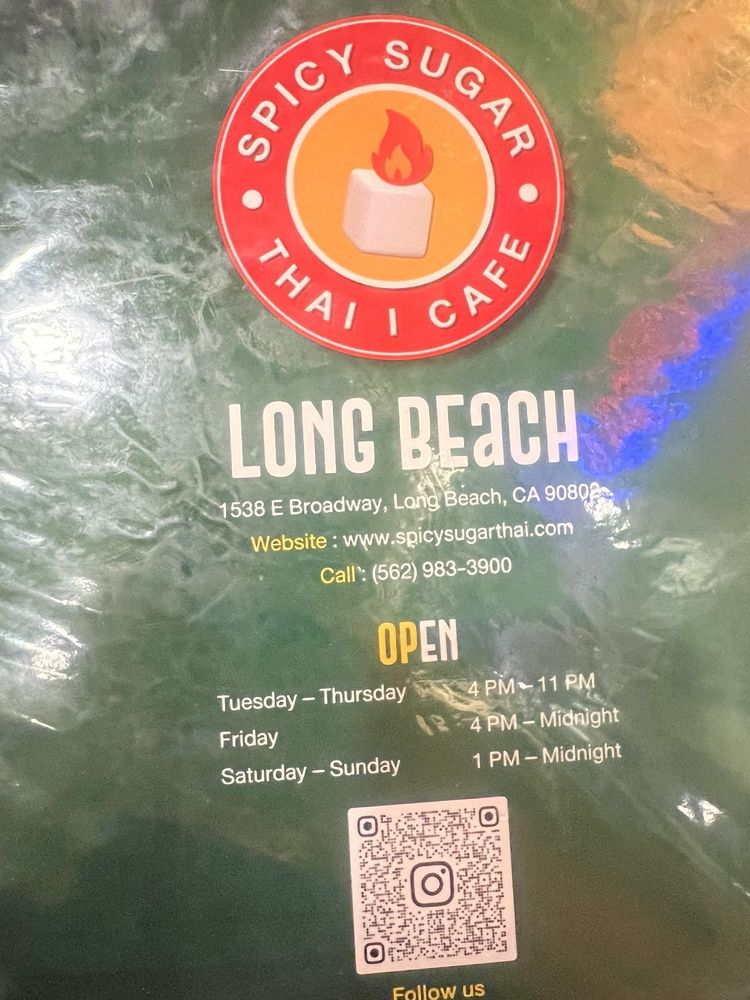 SPICY SUGAR
THAI | CAFE
LONG BEACH
1538 E Broadway, Long Beach, CA 90802
Website : www.spicysugarthai.com
Call : (562) 983-3900
OPEN
Tuesday – Thursday 4 PM – 11 PM
Friday 4 PM – Midnight
Saturday – Sunday 1 PM – Midnight
Follow us